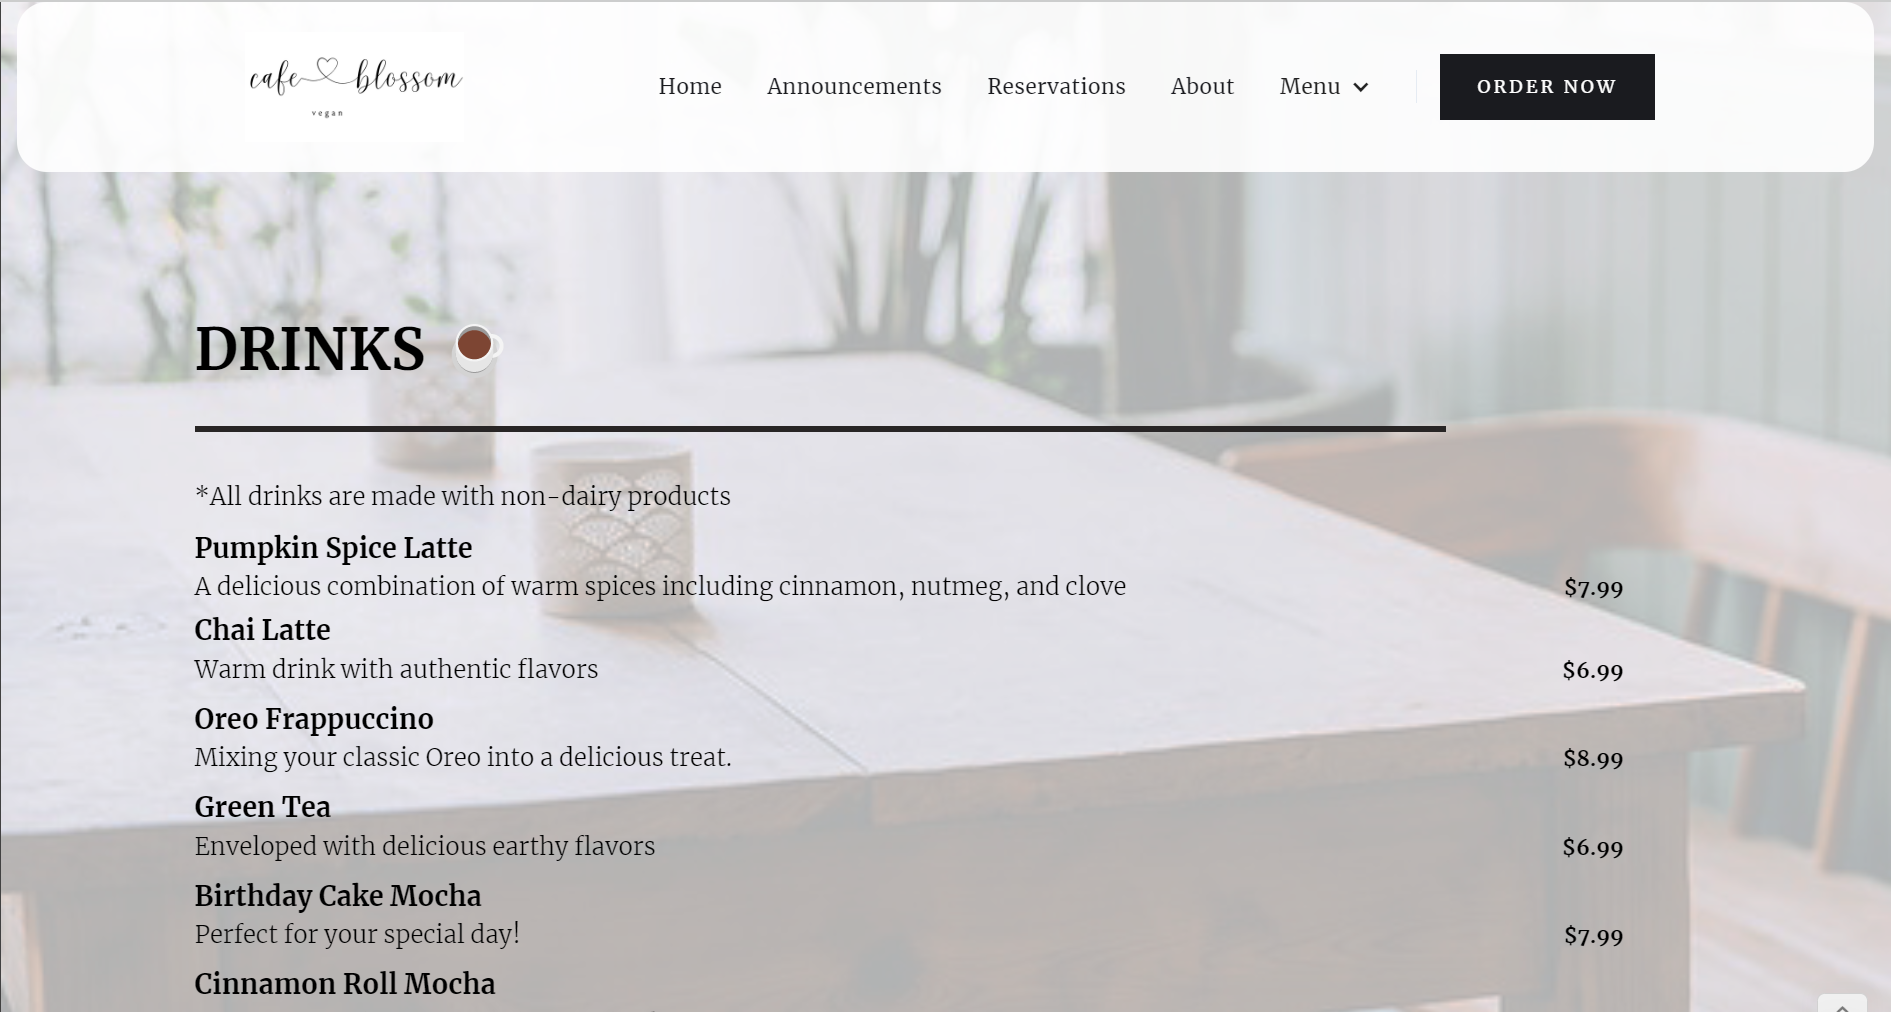 cafe blossom
vegan
Home Announcements Reservations About Menu ORDER NOW
DRINKS
*All drinks are made with non-dairy products
Pumpkin Spice Latte
A delicious combination of warm spices including cinnamon, nutmeg, and clove $7.99
Chai Latte
Warm drink with authentic flavors $6.99
Oreo Frappuccino
Mixing your classic Oreo into a delicious treat. $8.99
Green Tea
Enveloped with delicious earthy flavors $6.99
Birthday Cake Mocha
Perfect for your special day! $7.99
Cinnamon Roll Mocha